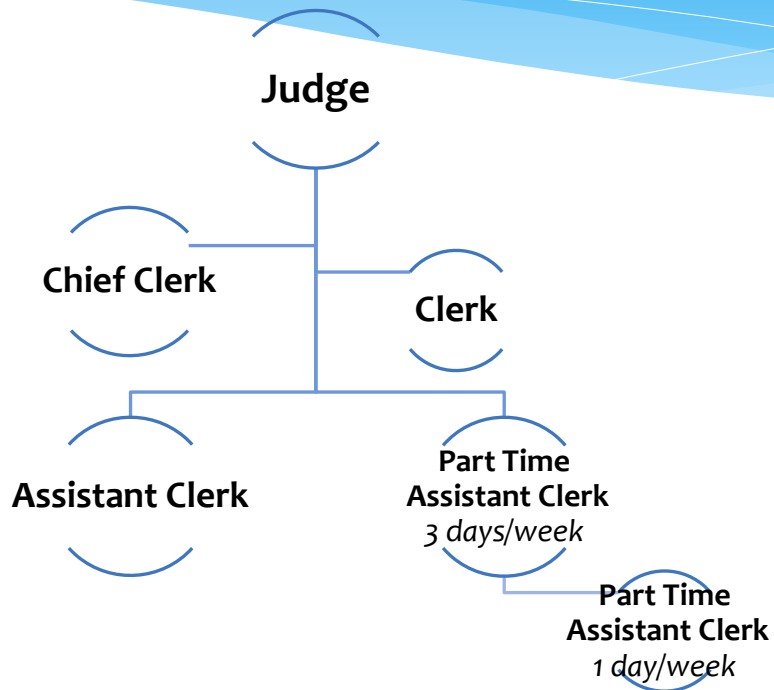 Judge
Chief Clerk
Clerk
Assistant Clerk
Part Time
Assistant Clerk
3 days/week
Part Time
Assistant Clerk
1 day/week